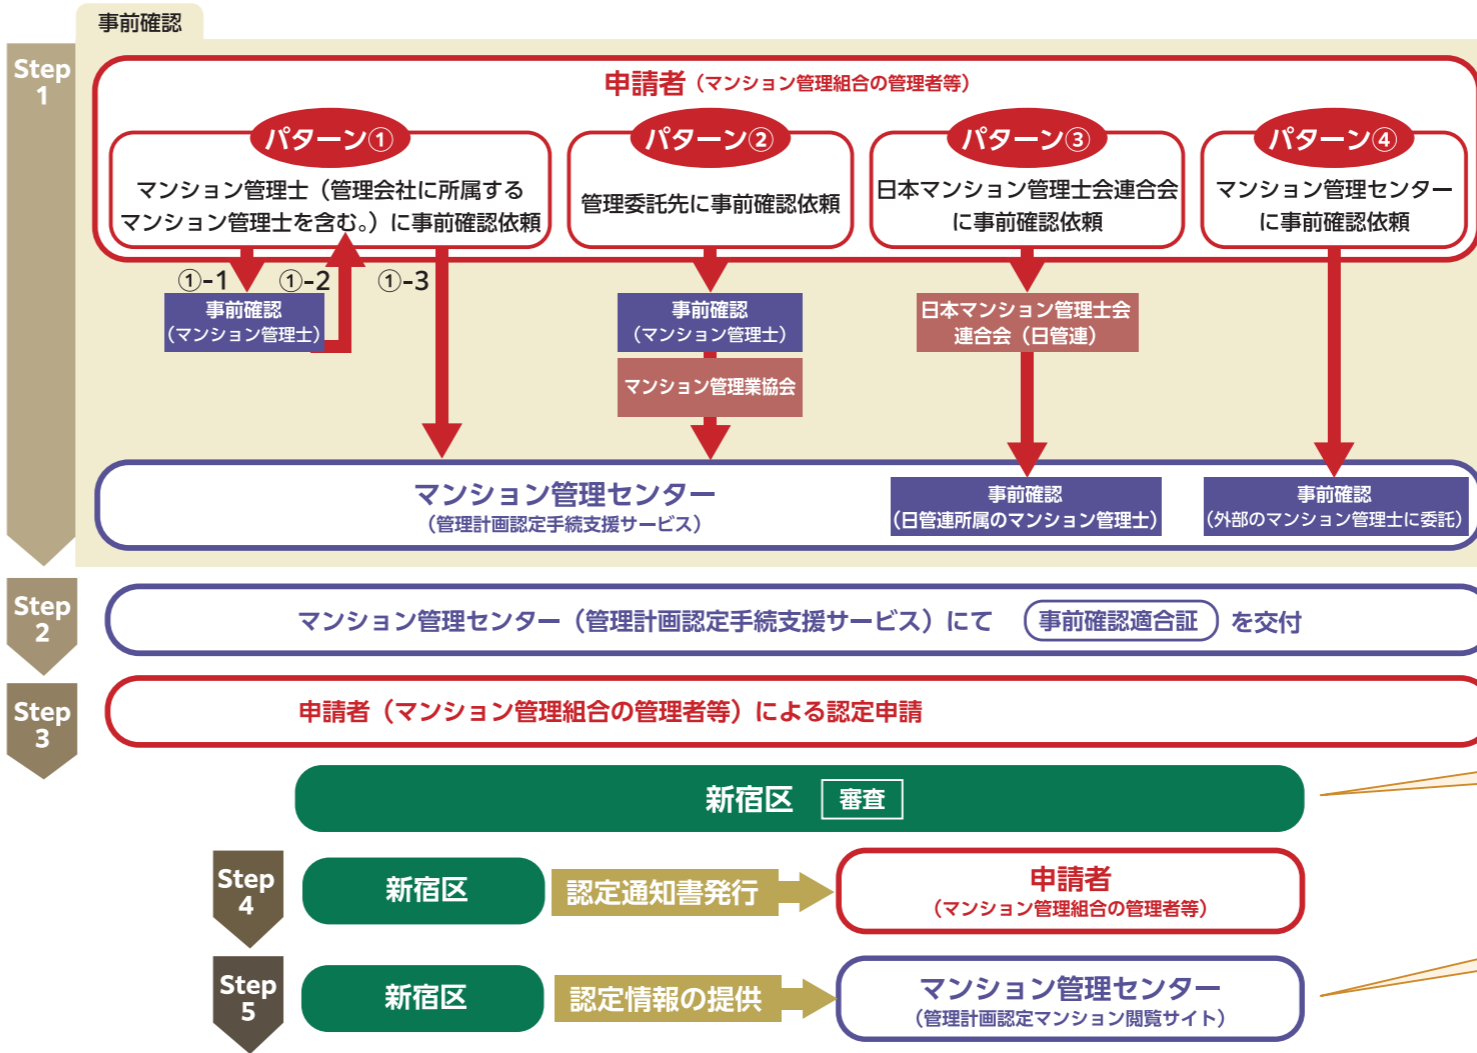 事前確認
Step
1
申請者（マンション管理組合の管理者等）
パターン①
マンション管理士（管理会社に所属する
マンション管理士を含む。）に事前確認依頼
パターン②
管理委託先に事前確認依頼
パターン③
日本マンション管理士会連合会
に事前確認依頼
パターン④
マンション管理センター
に事前確認依頼
①-1
①-2
①-3
事前確認
（マンション管理士）
事前確認
（マンション管理士）
マンション管理業協会
日本マンション管理士会
連合会（日管連）
マンション管理センター
（管理計画認定手続支援サービス）
事前確認
（日管連所属のマンション管理士）
事前確認
（外部のマンション管理士に委託）
Step
2
マンション管理センター（管理計画認定手続支援サービス）にて 事前確認適合証 を交付
Step
3
申請者（マンション管理組合の管理者等）による認定申請
新宿区 審査
Step
4
新宿区
認定通知書発行
申請者
（マンション管理組合の管理者等）
Step
5
新宿区
認定情報の提供
マンション管理センター
（管理計画認定マンション閲覧サイト）